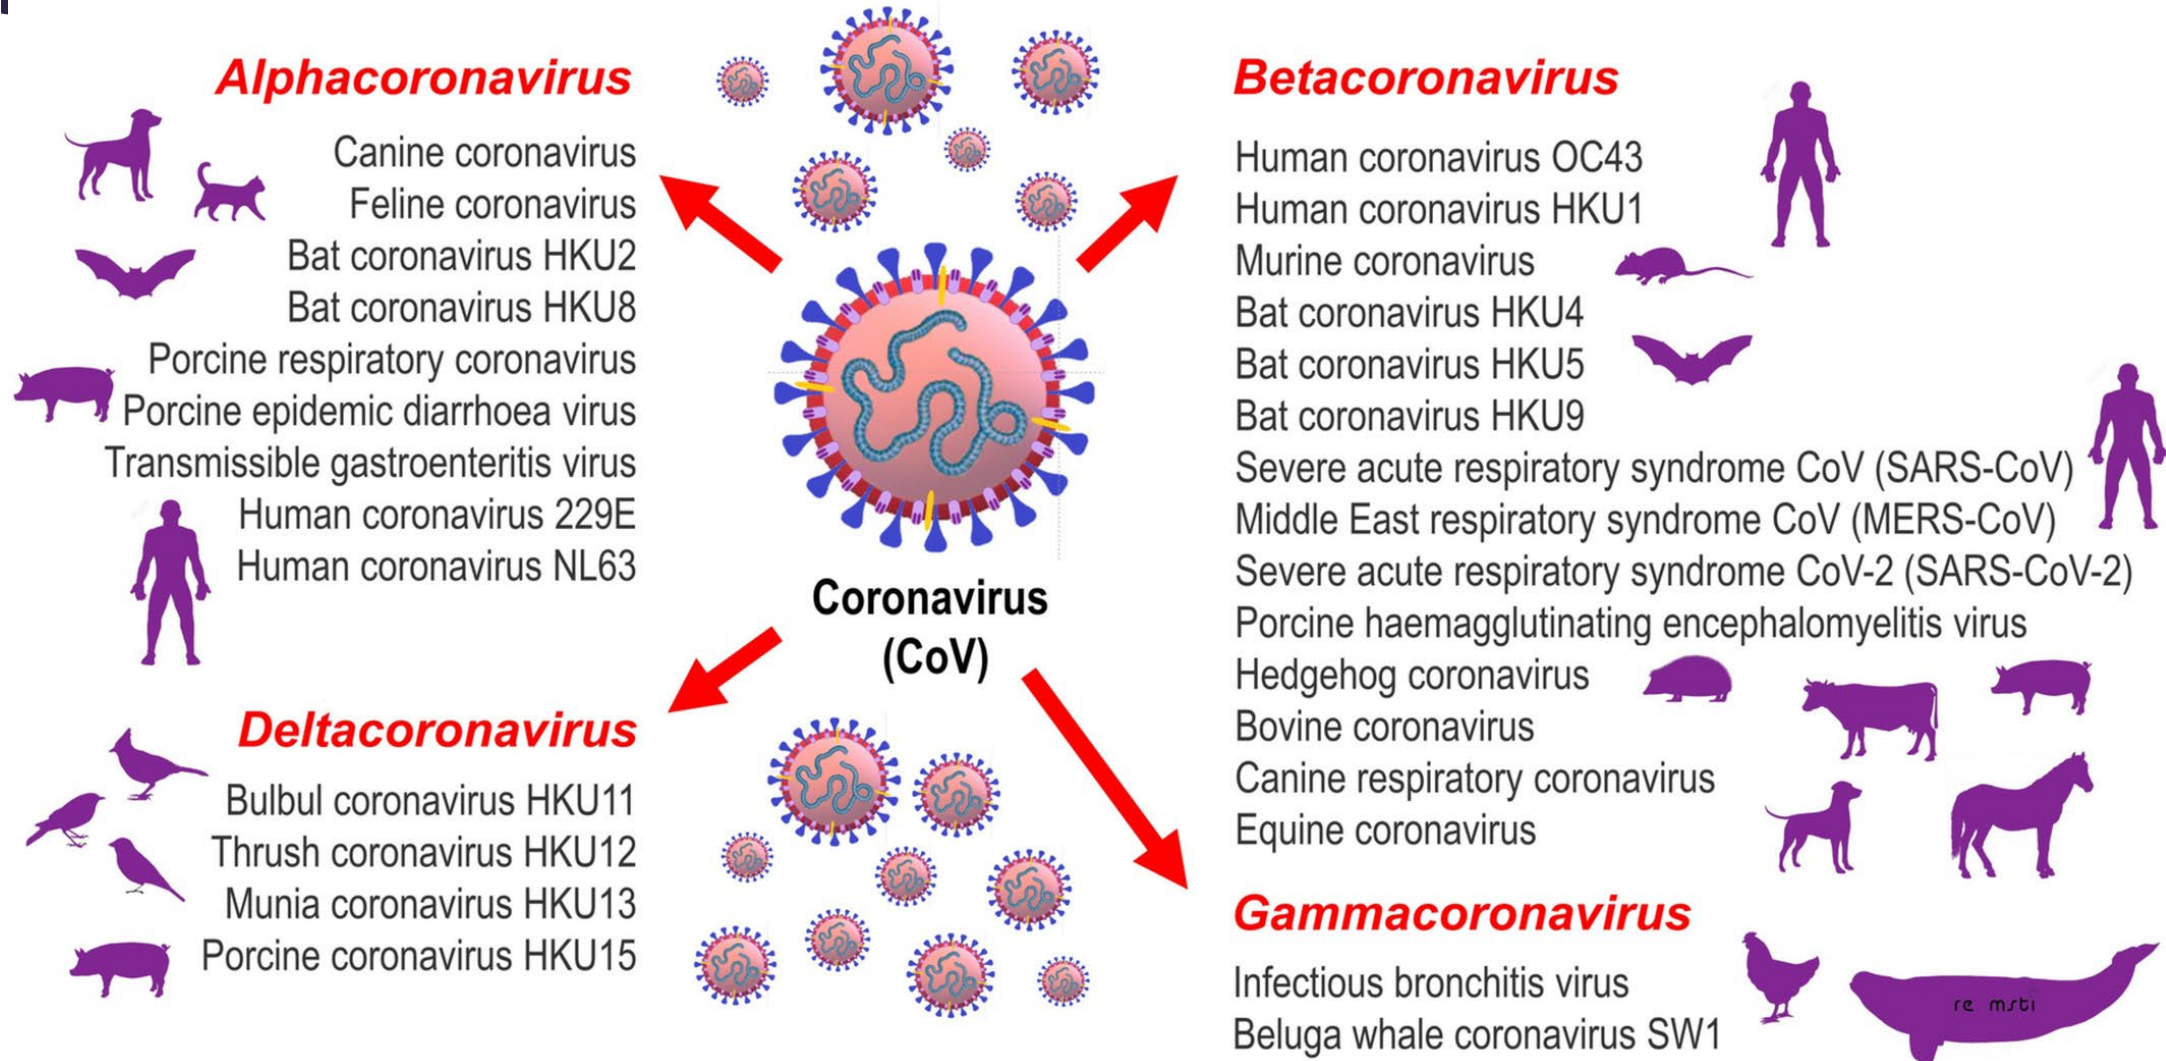 Alphacoronavirus
Canine coronavirus
Feline coronavirus
Bat coronavirus HKU2
Bat coronavirus HKU8
Porcine respiratory coronavirus
Porcine epidemic diarrhoea virus
Transmissible gastroenteritis virus
Human coronavirus 229E
Human coronavirus NL63
Betacoronavirus
Human coronavirus OC43
Human coronavirus HKU1
Murine coronavirus
Bat coronavirus HKU4
Bat coronavirus HKU5
Bat coronavirus HKU9
Severe acute respiratory syndrome CoV (SARS-CoV)
Middle East respiratory syndrome CoV (MERS-CoV)
Severe acute respiratory syndrome CoV-2 (SARS-CoV-2)
Porcine haemagglutinating encephalomyelitis virus
Hedgehog coronavirus
Bovine coronavirus
Canine respiratory coronavirus
Equine coronavirus
Coronavirus
(CoV)
Deltacoronavirus
Bulbul coronavirus HKU11
Thrush coronavirus HKU12
Munia coronavirus HKU13
Porcine coronavirus HKU15
Gammacoronavirus
Infectious bronchitis virus
Beluga whale coronavirus SW1